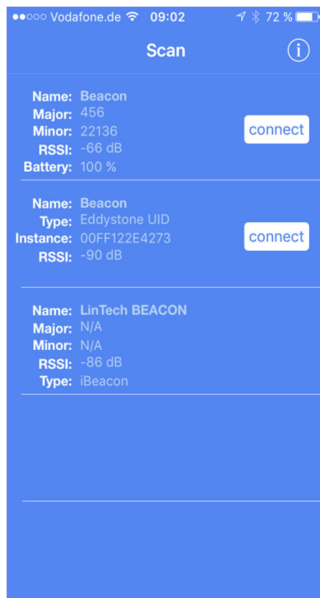 Vodafone.de 09:02 72 %
Scan i
Name: Beacon
Major: 456
Minor: 22136
connect
RSSI: -66 dB
Battery: 100 %
Name: Beacon
Type: Eddystone UID
Instance: 00FF122E4273
connect
RSSI: -90 dB
Name: LinTech BEACON
Major: N/A
Minor: N/A
RSSI: -86 dB
Type: iBeacon